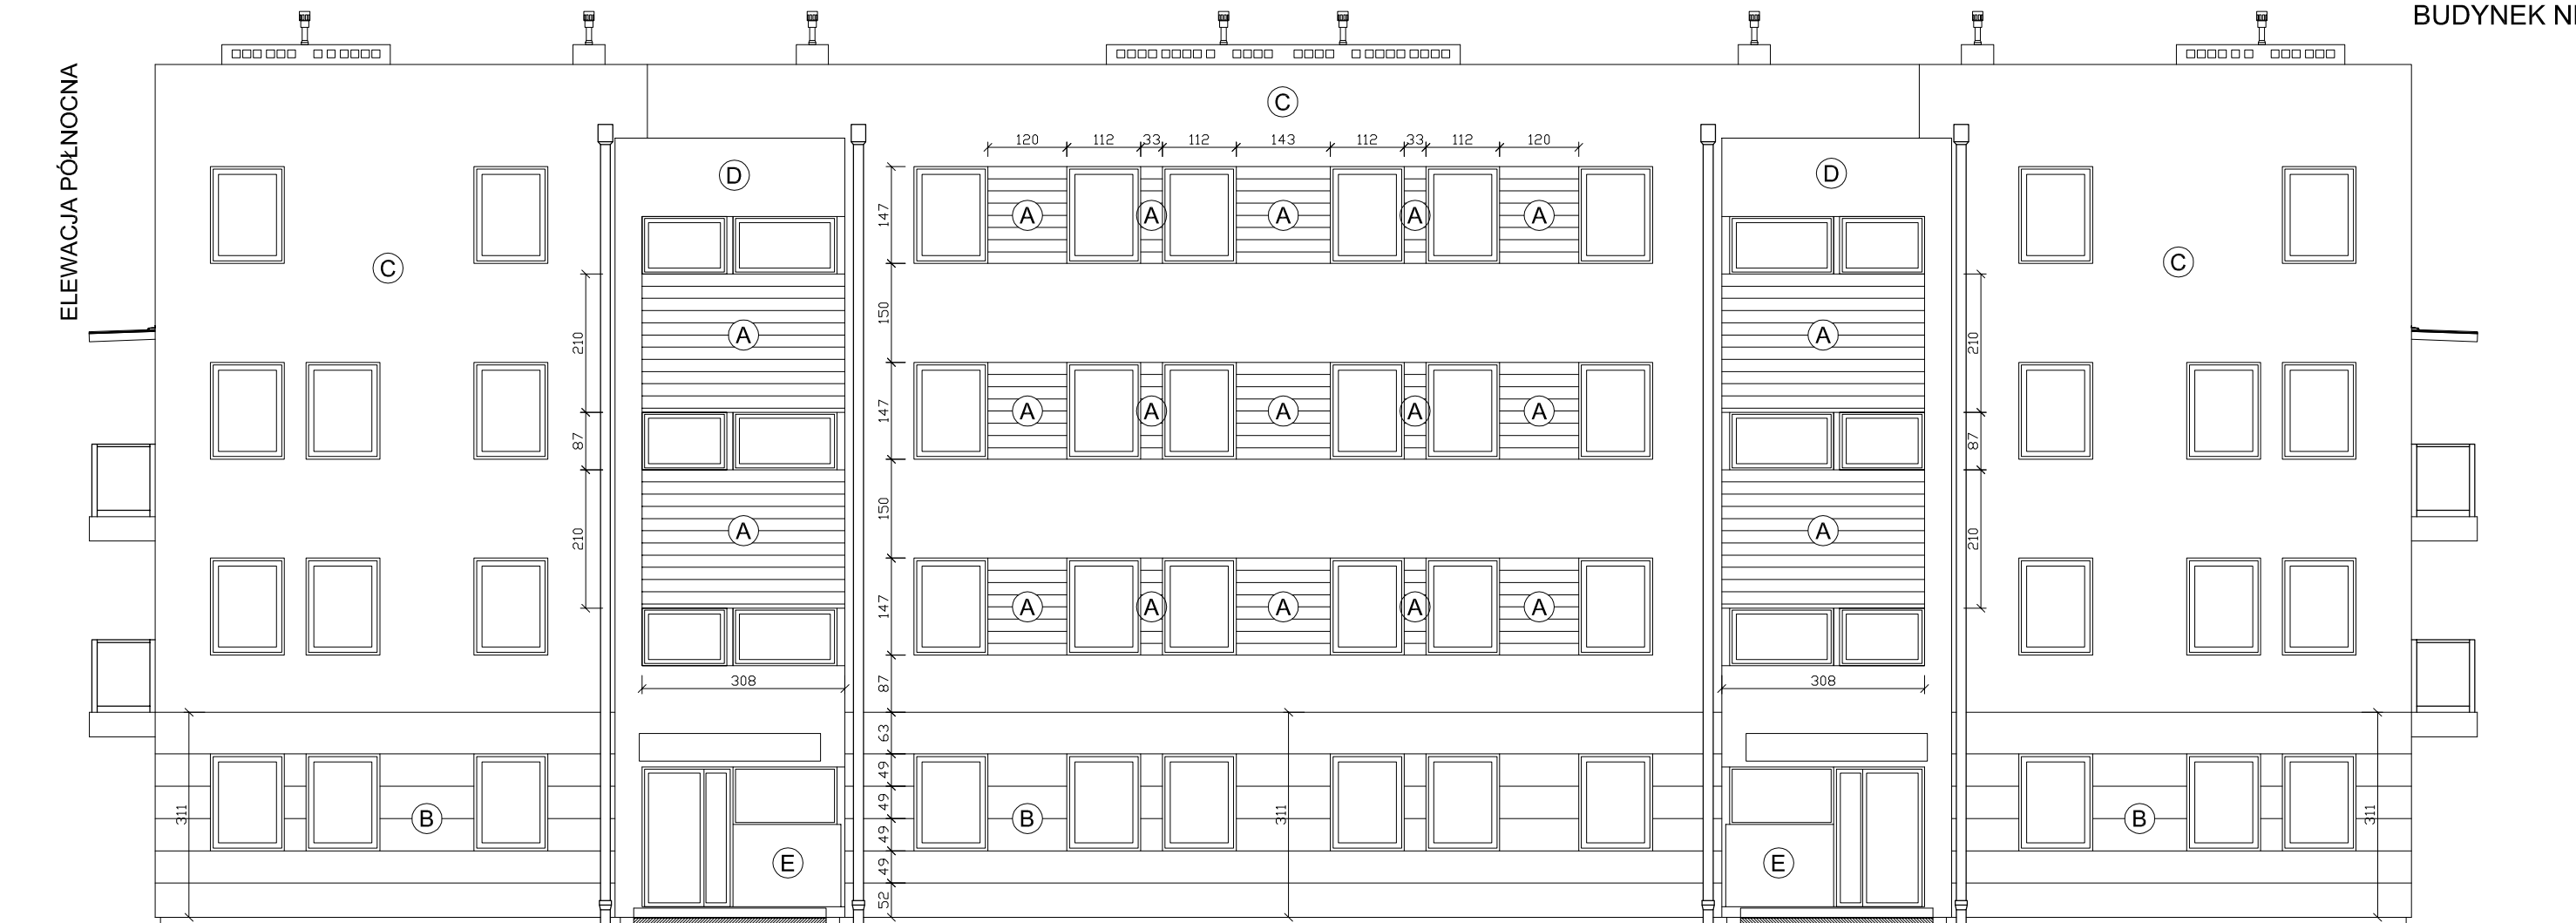 BUDYNEK N
ELEWACJA PÓŁNOCNA
C
120 112 33 112 143 112 33 112 120
D D
147 A A A A A
C C
150
210 A A 210
147 A A A A A
87 87
150
210 A A 210
147 A A A A A
308 308
87
63
49
311 49 311 311
B B B
49
E E
49
52